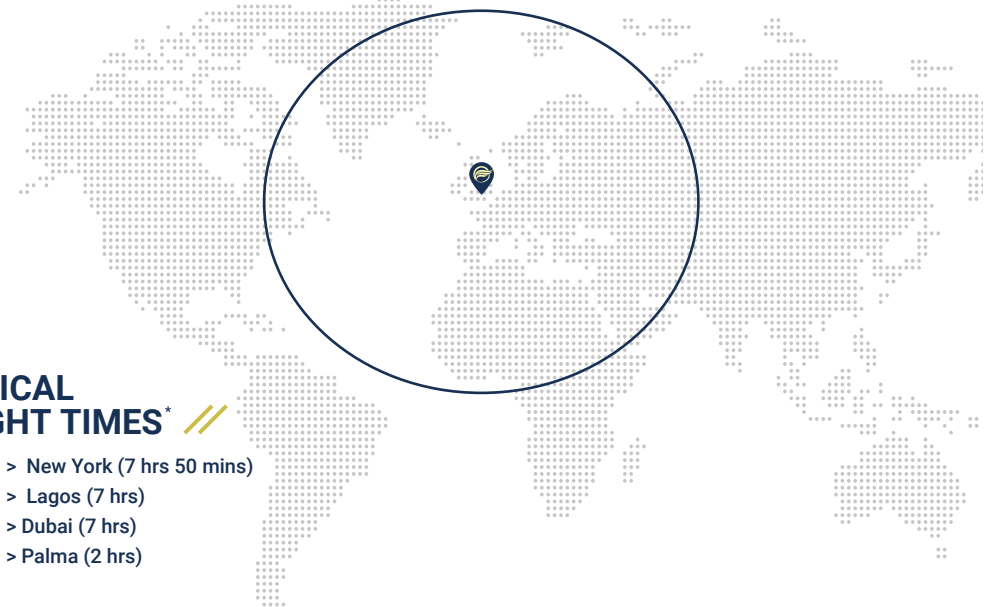 ICAL
GHT TIMES*
> New York (7 hrs 50 mins)
> Lagos (7 hrs)
> Dubai (7 hrs)
> Palma (2 hrs)